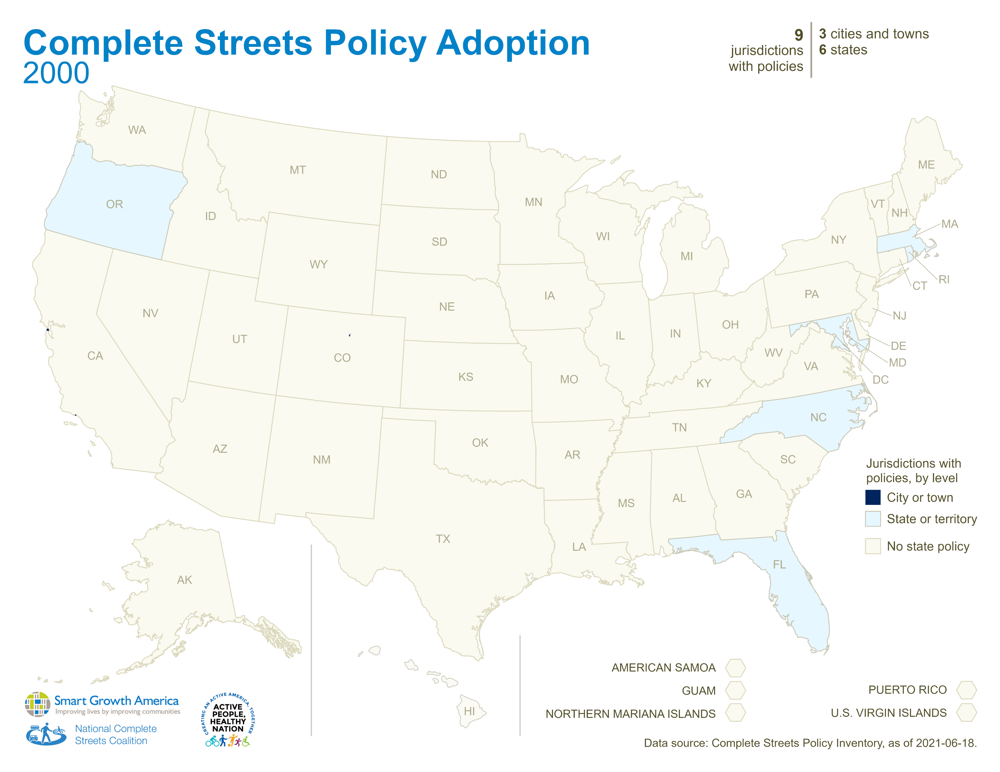 Complete Streets Policy Adoption
2000
9
jurisdictions
with policies
3 cities and towns
6 states
WA
OR
CA
NV
ID
MT
WY
UT
CO
AZ
NM
ND
SD
NE
KS
OK
TX
MN
IA
MO
AR
LA
WI
IL
MI
IN
OH
KY
TN
MS
AL
GA
FL
SC
NC
VA
WV
PA
NY
VT
NH
ME
MA
RI
CT
NJ
DE
MD
DC
AK
HI
Jurisdictions with
policies, by level
City or town
State or territory
No state policy
AMERICAN SAMOA
GUAM
NORTHERN MARIANA ISLANDS
PUERTO RICO
U.S. VIRGIN ISLANDS
Smart Growth America
Improving lives by improving communities
National Complete
Streets Coalition
CREATING AN ACTIVE AMERICA, TOGETHER
ACTIVE
PEOPLE,
HEALTHY
NATION
Data source: Complete Streets Policy Inventory, as of 2021-06-18.